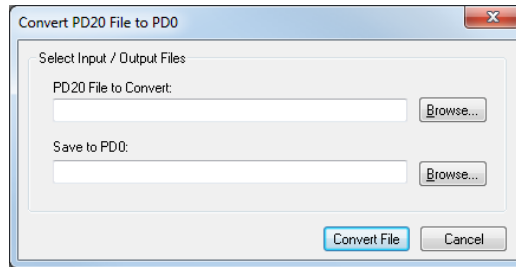 Convert PD20 File to PD0
Select Input / Output Files
PD20 File to Convert:
Browse...
Save to PD0:
Browse...
Convert File Cancel